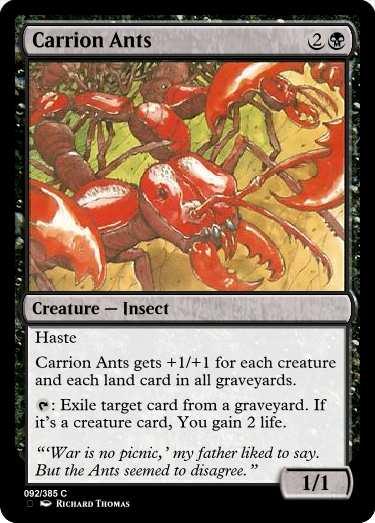 Carrion Ants 2
Creature — Insect
Haste
Carrion Ants gets +1/+1 for each creature
and each land card in all graveyards.
: Exile target card from a graveyard. If
it's a creature card, You gain 2 life.
“‘War is no picnic,’ my father liked to say.
But the Ants seemed to disagree.”
1/1
092/385 C
Richard Thomas